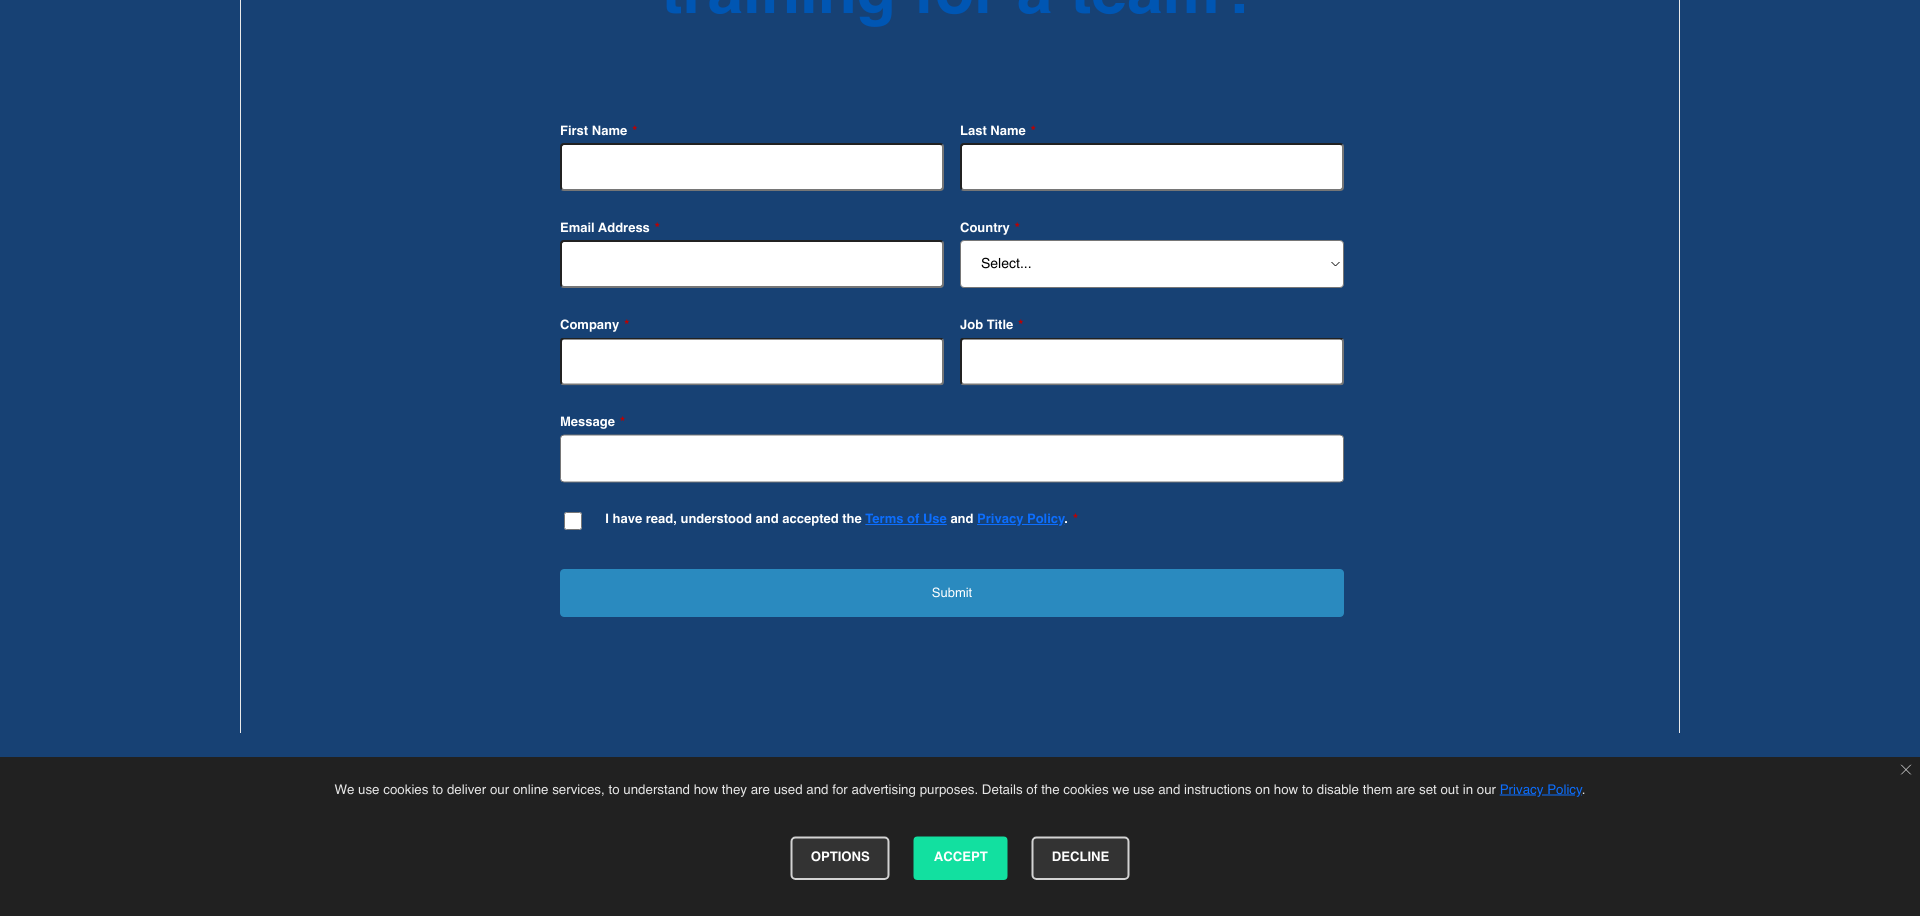 training for a team?
First Name *
Last Name *
Email Address *
Country *
Select...
Company *
Job Title *
Message *
I have read, understood and accepted the Terms of Use and Privacy Policy. *
Submit
We use cookies to deliver our online services, to understand how they are used and for advertising purposes. Details of the cookies we use and instructions on how to disable them are set out in our Privacy Policy.
OPTIONS
ACCEPT
DECLINE